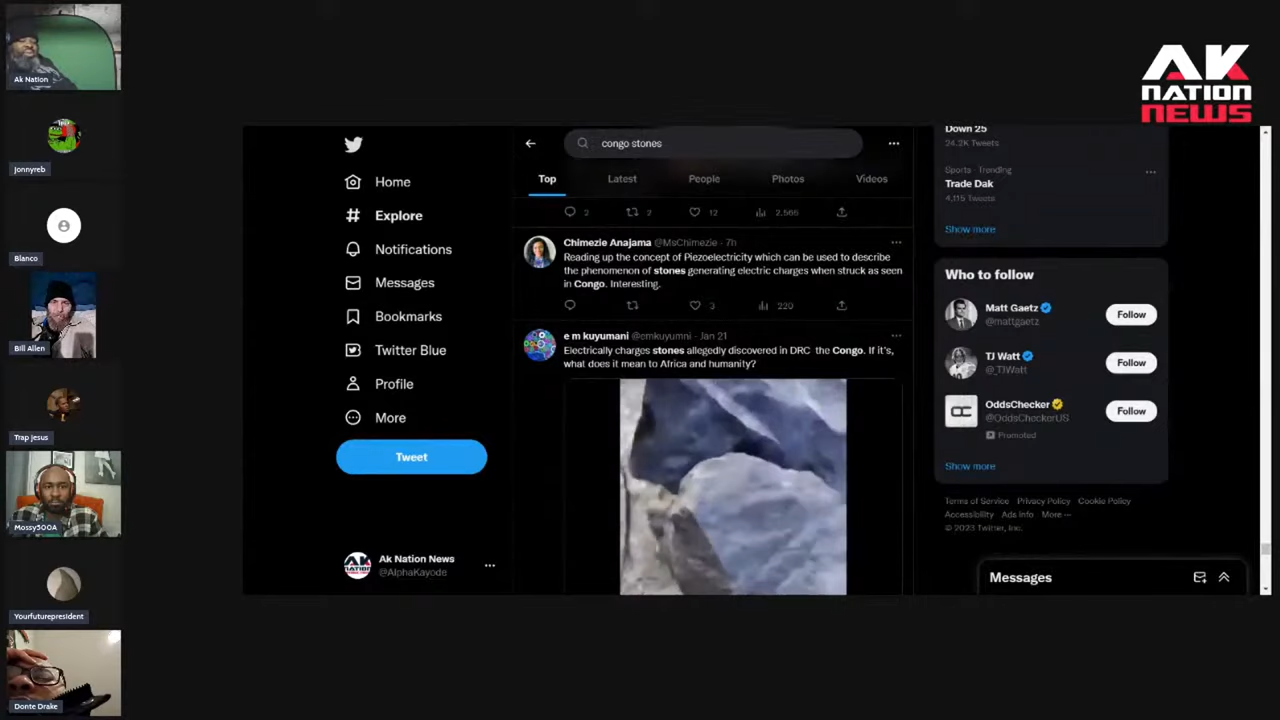 Ak Nation
Jonnyreb
Blanco
Bill Allen
Trap Jesus
Mossy500A
Yourfuturepresident
Donte Drake
Home
Explore
Notifications
Messages
Bookmarks
Twitter Blue
Profile
More
Tweet
Ak Nation News
@AlphaKayode
congo stones
Top
Latest
People
Photos
Videos
2
2
12
2,565
Chimezie Anajama @MsChimezie · 7h
Reading up the concept of Piezoelectricity which can be used to describe
the phenomenon of stones generating electric charges when struck as seen
in Congo. Interesting.
3
220
e m kuyumani @emkuyumni · Jan 21
Electrically charges stones allegedly discovered in DRC the Congo. If it's,
what does it mean to Africa and humanity?
AK
NATION
NEWS
Down 25
24.2K Tweets
Sports · Trending
Trade Dak
4,115 Tweets
Show more
Who to follow
Matt Gaetz
@mattgaetz
Follow
TJ Watt
@_TJWatt
Follow
OddsChecker
@OddsCheckerUS
Promoted
Follow
Show more
Terms of Service Privacy Policy Cookie Policy
Accessibility Ads info More ···
© 2023 Twitter, Inc.
Messages